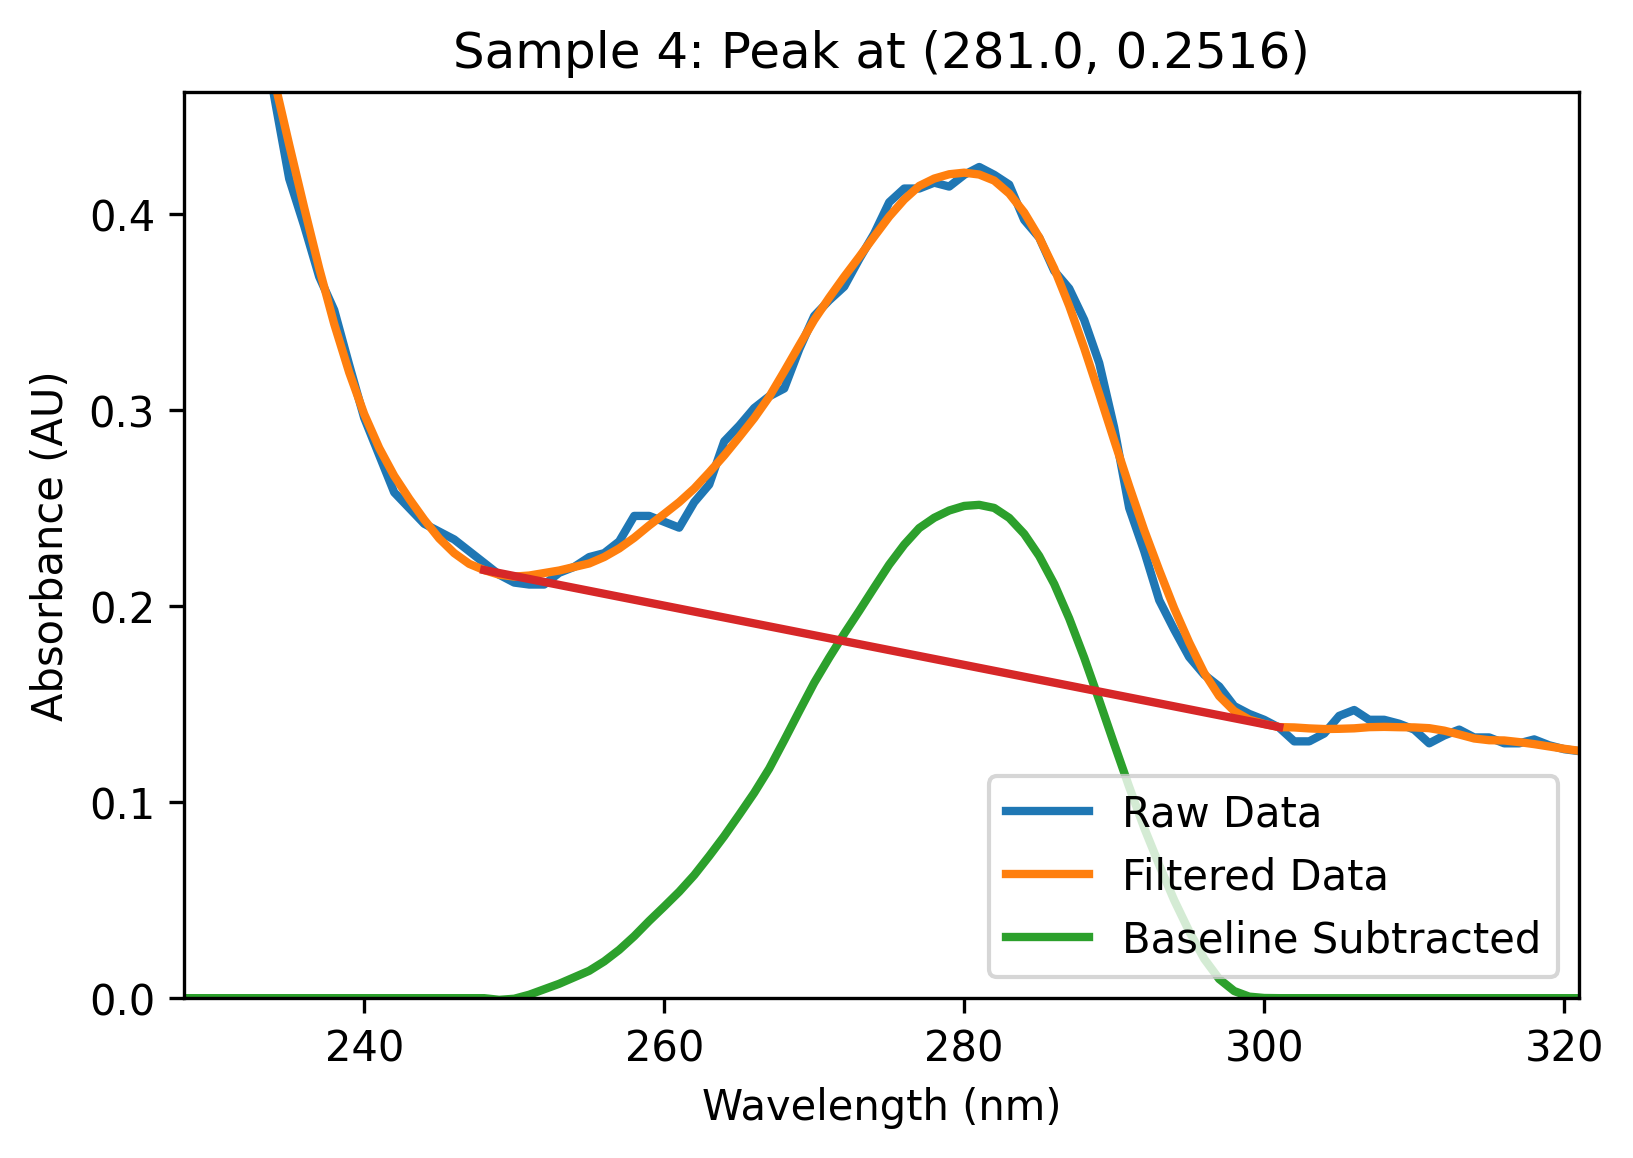 Sample 4: Peak at (281.0, 0.2516)
Absorbance (AU)
0.4
0.3
0.2
0.1
0.0
Raw Data
Filtered Data
Baseline Subtracted
240 260 280 300 320
Wavelength (nm)